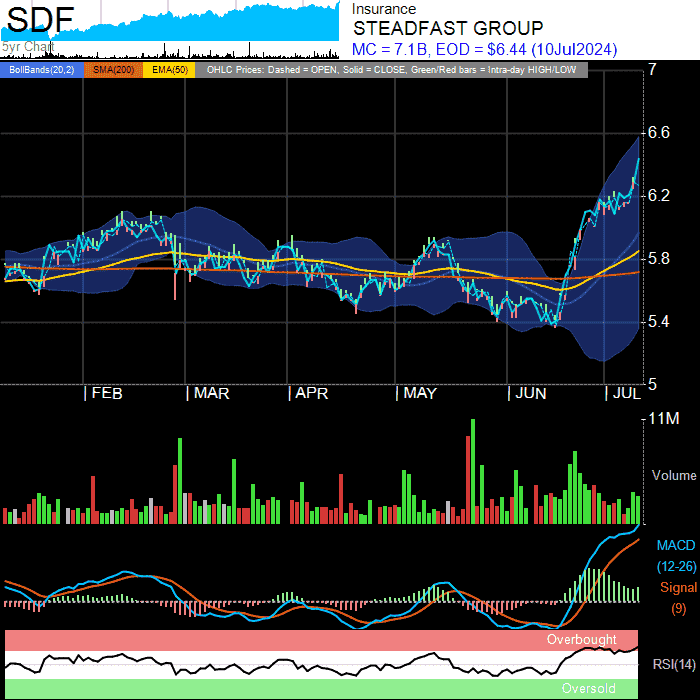 SDF
5yr Chart
Insurance
STEADFAST GROUP
MC = 7.1B, EOD = $6.44 (10Jul2024)
BollBands(20,2) SMA(200) EMA(50) OHLC Prices: Dashed = OPEN, Solid = CLOSE, Green/Red bars = Intra-day HIGH/LOW
7
6.6
6.2
5.8
5.4
5
FEB MAR APR MAY JUN JUL
11M
Volume
MACD
(12-26)
Signal
(9)
Overbought
RSI(14)
Oversold